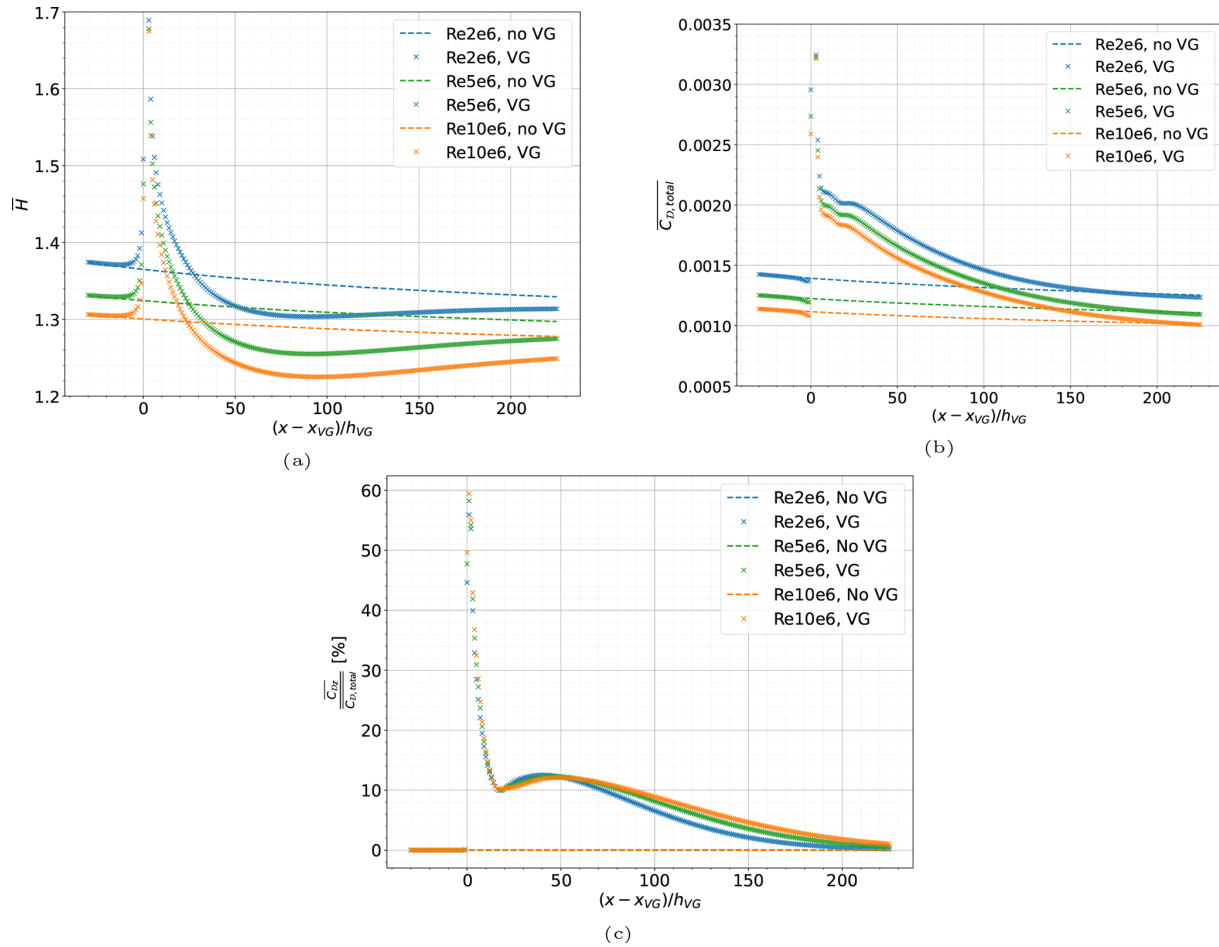 1.7
1.6
1.5
1.4
1.3
1.2
H
0 50 100 150 200
(x − x_VG)/h_VG
Re2e6, no VG
Re2e6, VG
Re5e6, no VG
Re5e6, VG
Re10e6, no VG
Re10e6, VG
(a)
0.0035
0.0030
0.0025
0.0020
0.0015
0.0010
0.0005
C_D,total
0 50 100 150 200
(x − x_VG)/h_VG
Re2e6, no VG
Re2e6, VG
Re5e6, no VG
Re5e6, VG
Re10e6, no VG
Re10e6, VG
(b)
60
50
40
30
20
10
0
C_Dz
C_D,total [%]
0 50 100 150 200
(x − x_VG)/h_VG
Re2e6, No VG
Re2e6, VG
Re5e6, No VG
Re5e6, VG
Re10e6, No VG
Re10e6, VG
(c)